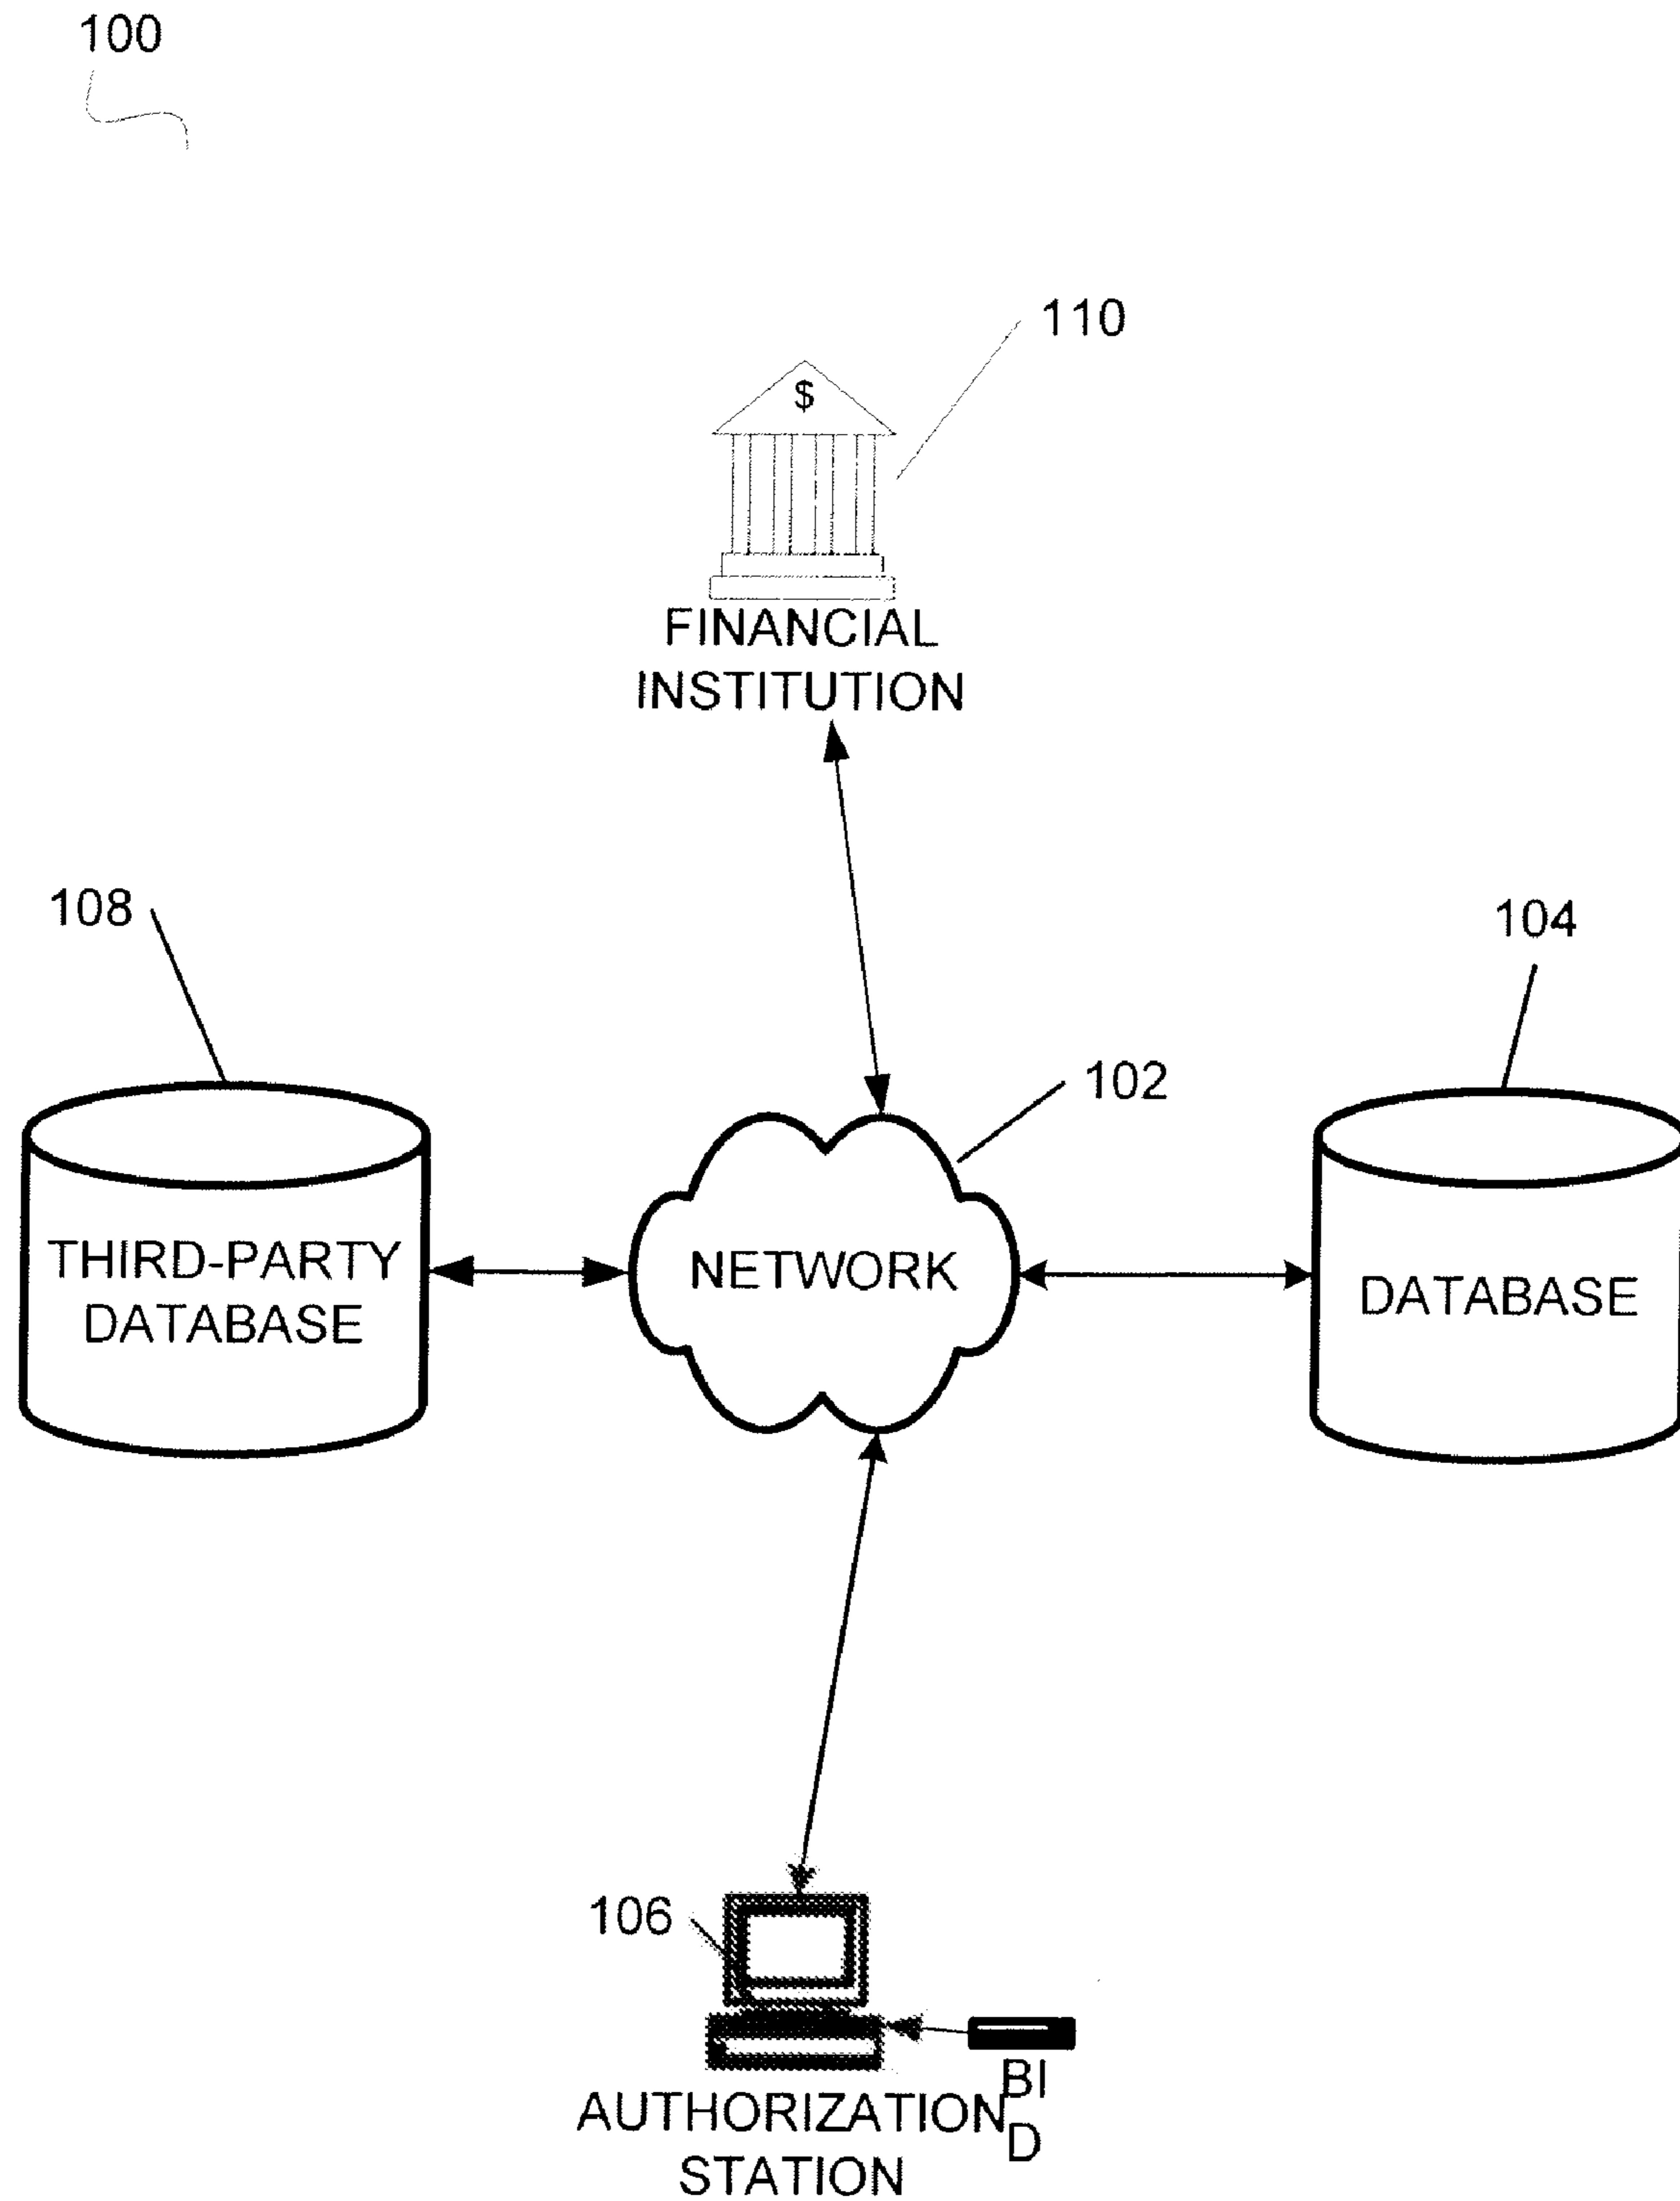 100
110
$
FINANCIAL
INSTITUTION
108
104
102
THIRD-PARTY
DATABASE
NETWORK
DATABASE
106
BI
D
AUTHORIZATION
STATION